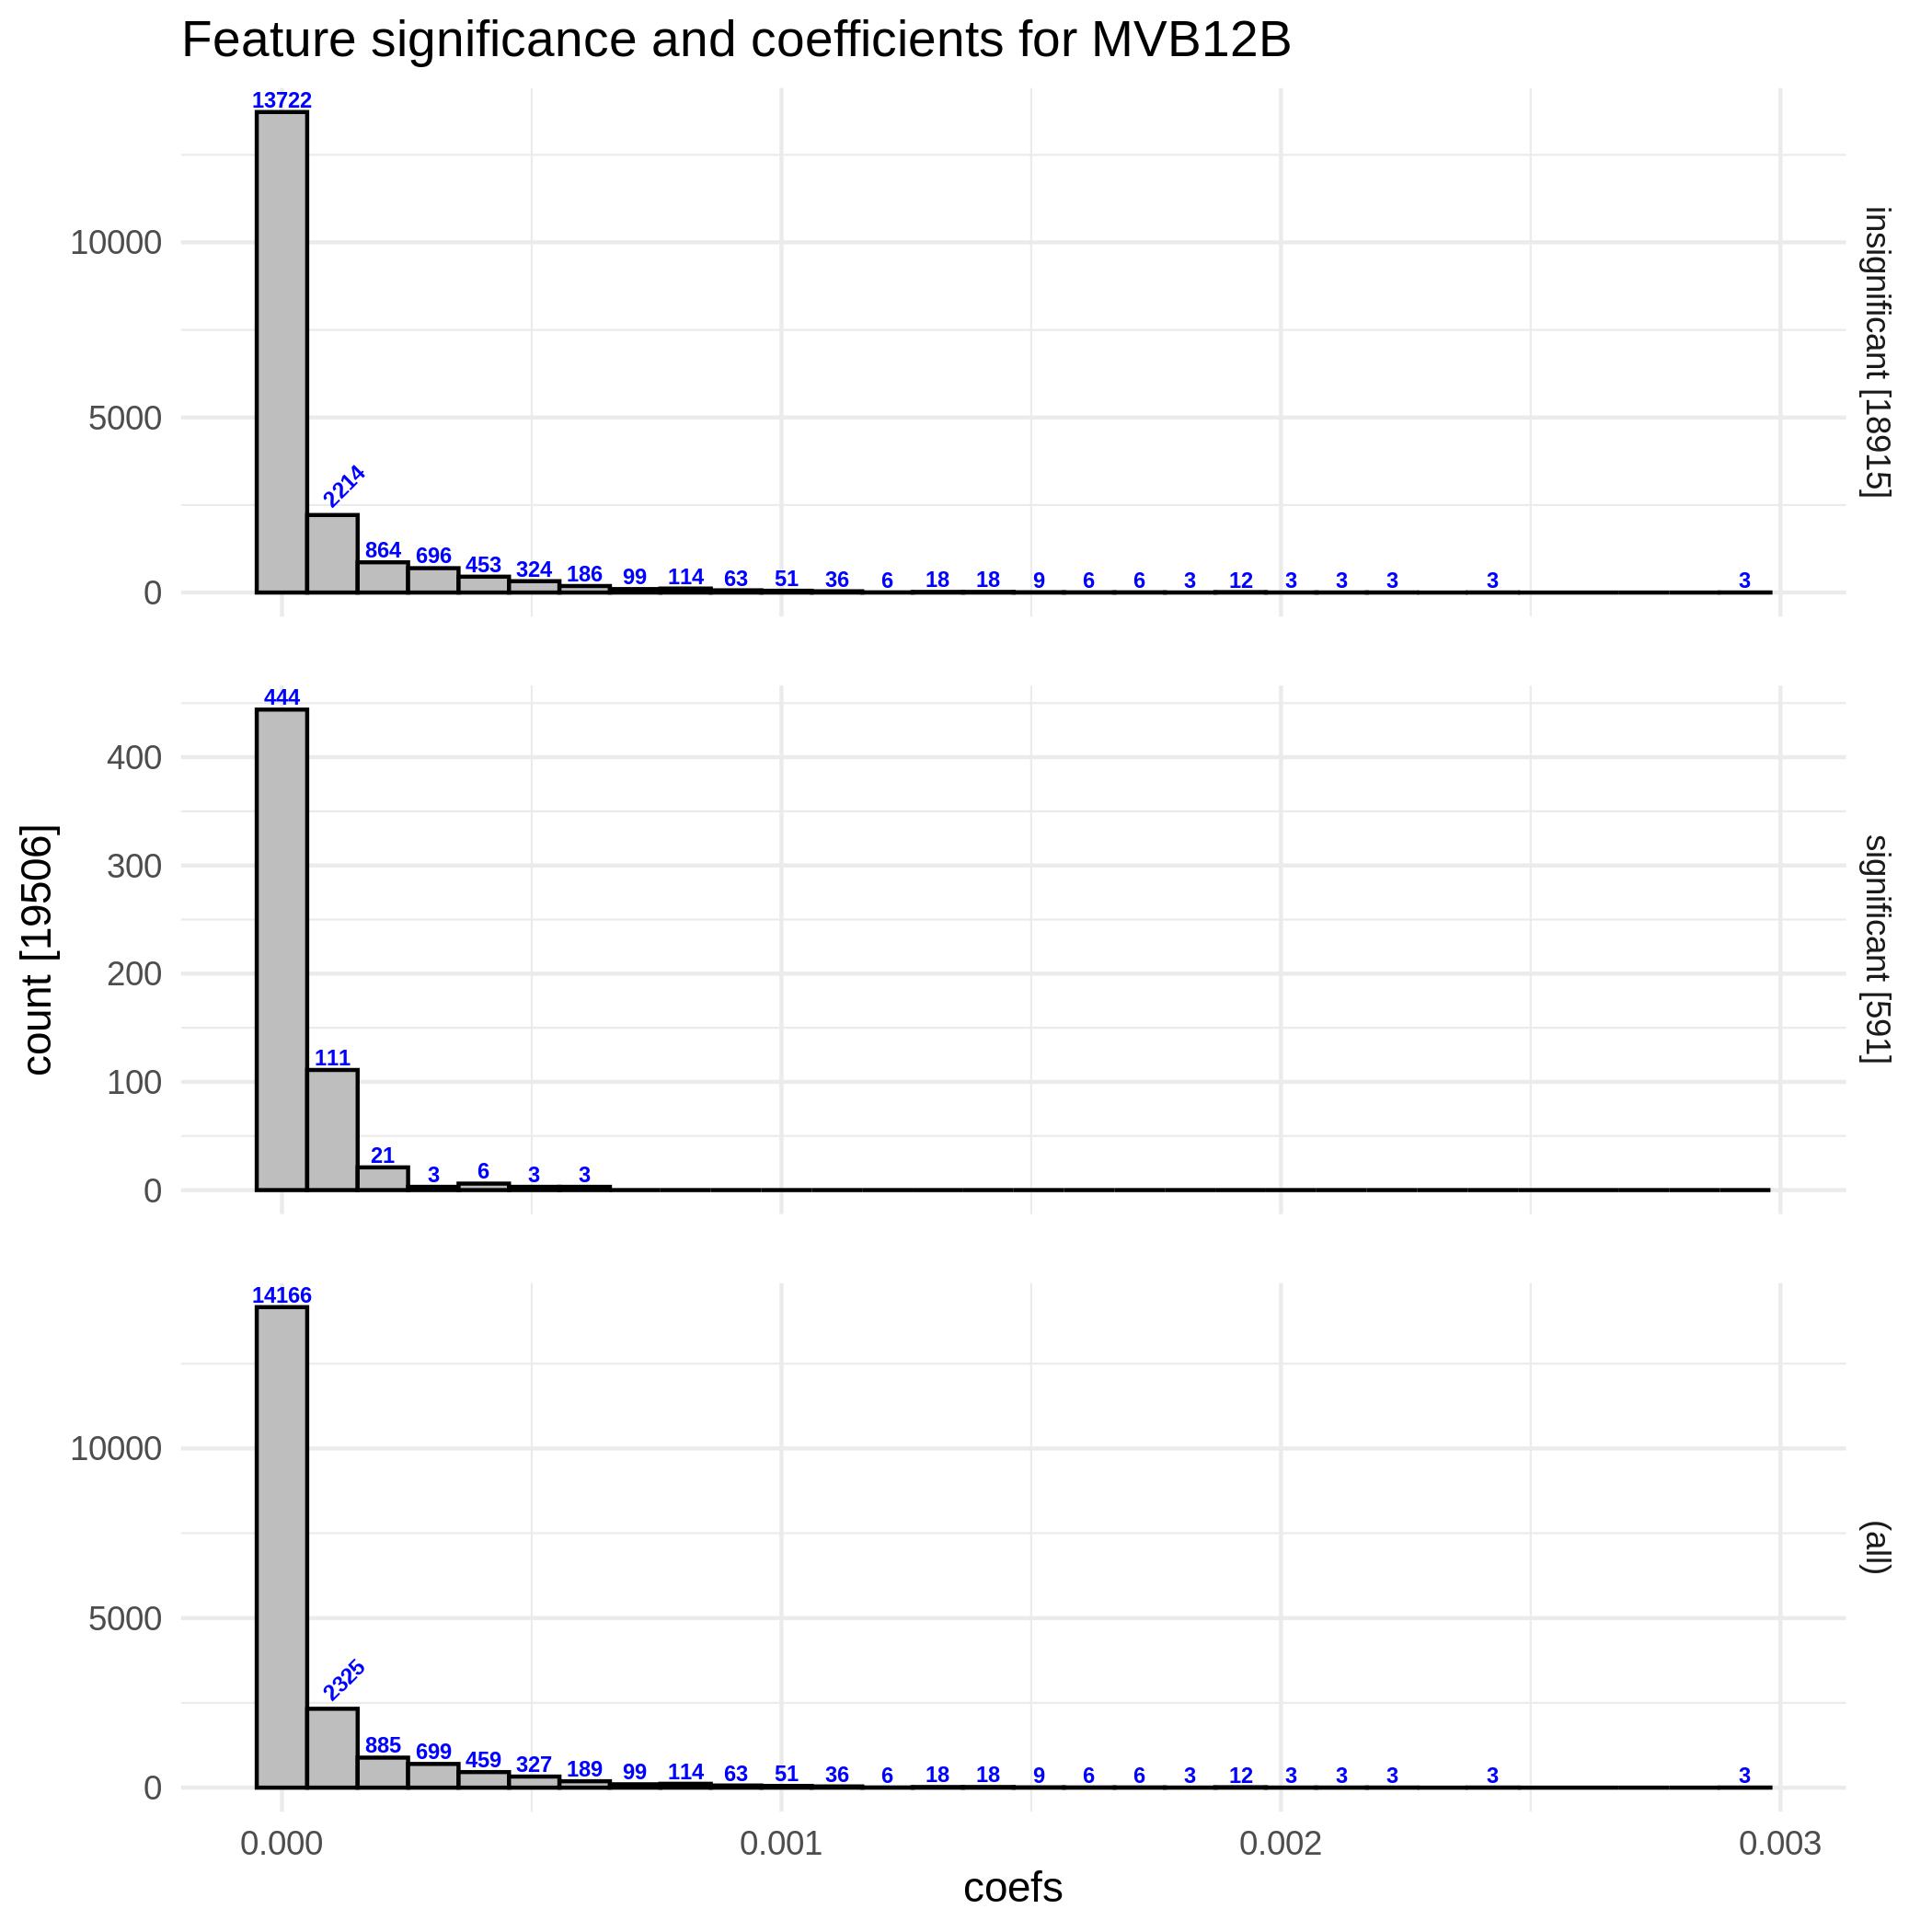 Feature significance and coefficients for MVB12B
13722
10000
5000
0
2214
864 696 453 324 186 99 114 63 51 36 6 18 18 9 6 6 3 12 3 3 3 3 3
insignificant [18915]
count [19506]
444
400
300
200
100
0
111
21 3 6 3 3
significant [591]
14166
10000
5000
0
2325
885 699 459 327 189 99 114 63 51 36 6 18 18 9 6 6 3 12 3 3 3 3 3
(all)
0.000 0.001 0.002 0.003
coefs